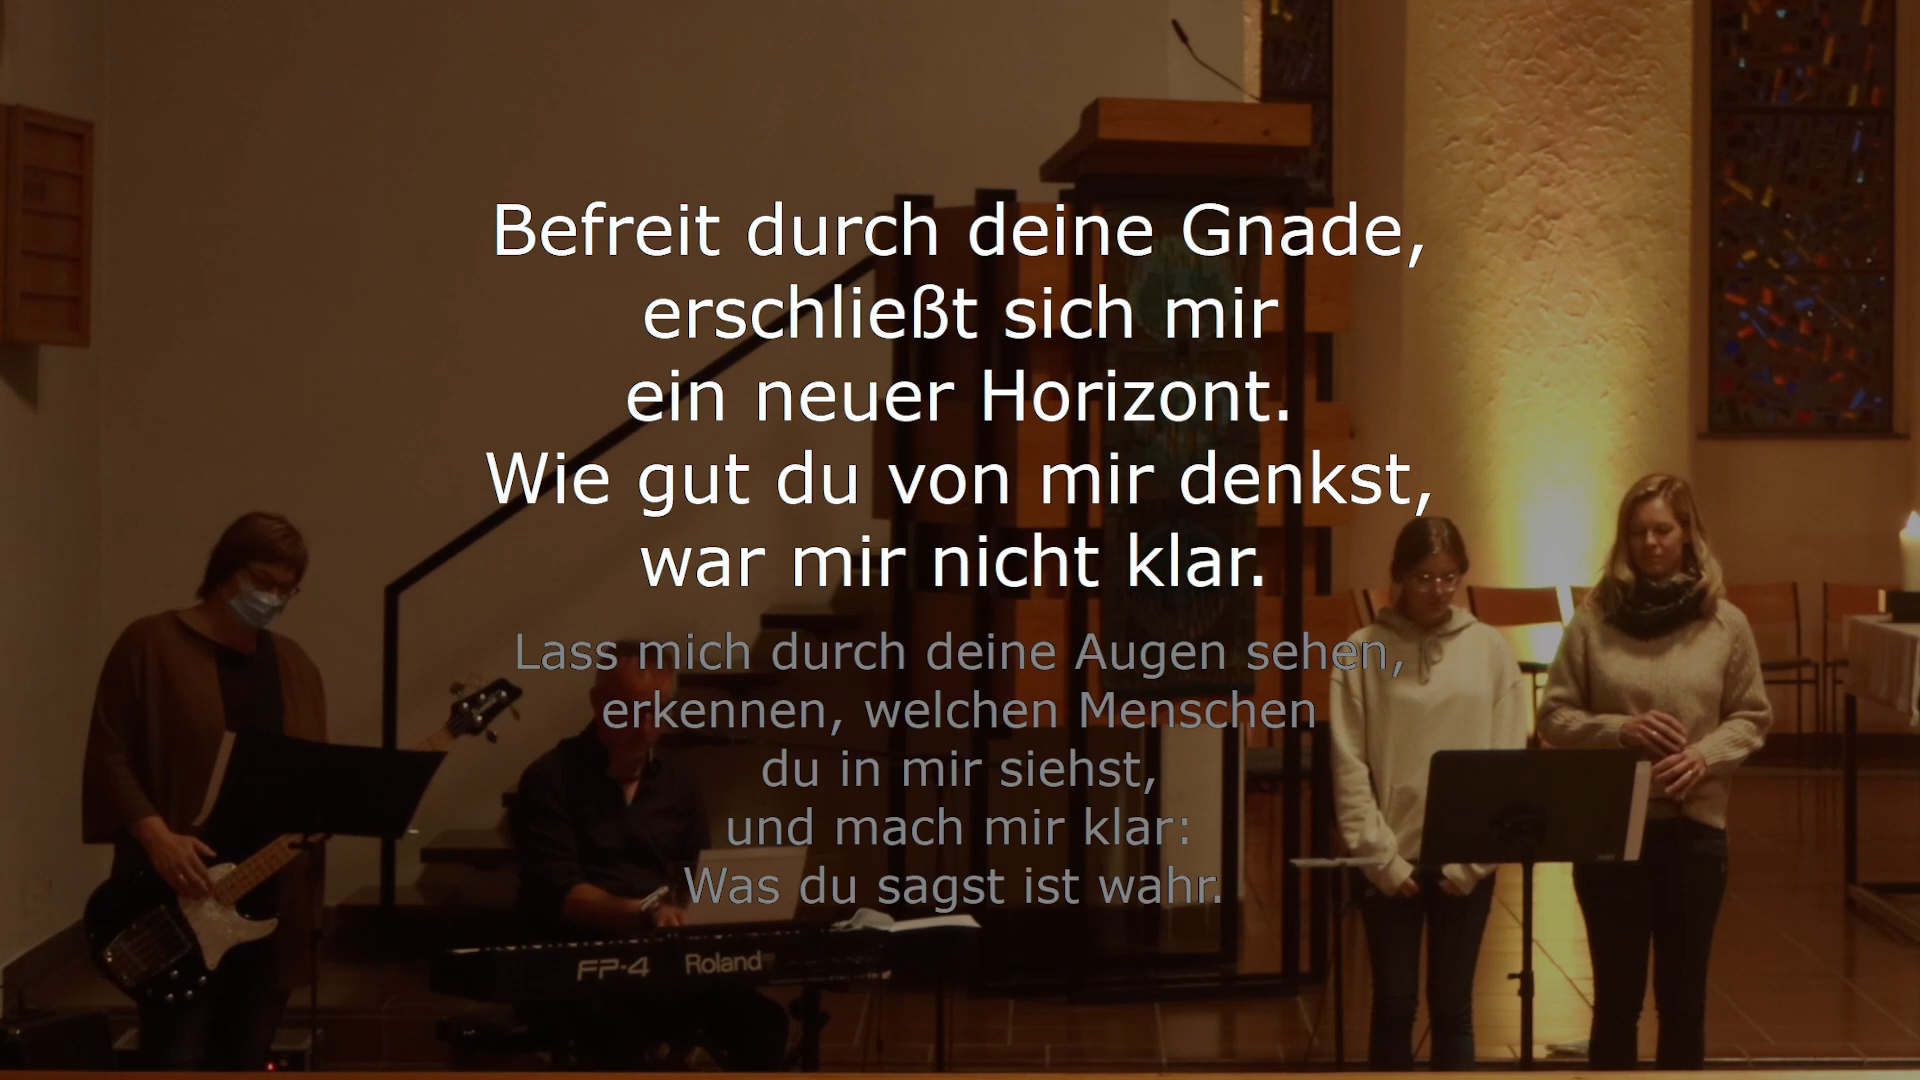 Befreit durch deine Gnade,
erschließt sich mir
ein neuer Horizont.
Wie gut du von mir denkst,
war mir nicht klar.
Lass mich durch deine Augen sehen,
erkennen, welchen Menschen
du in mir siehst,
und mach mir klar:
Was du sagst ist wahr.
FP-4 Roland